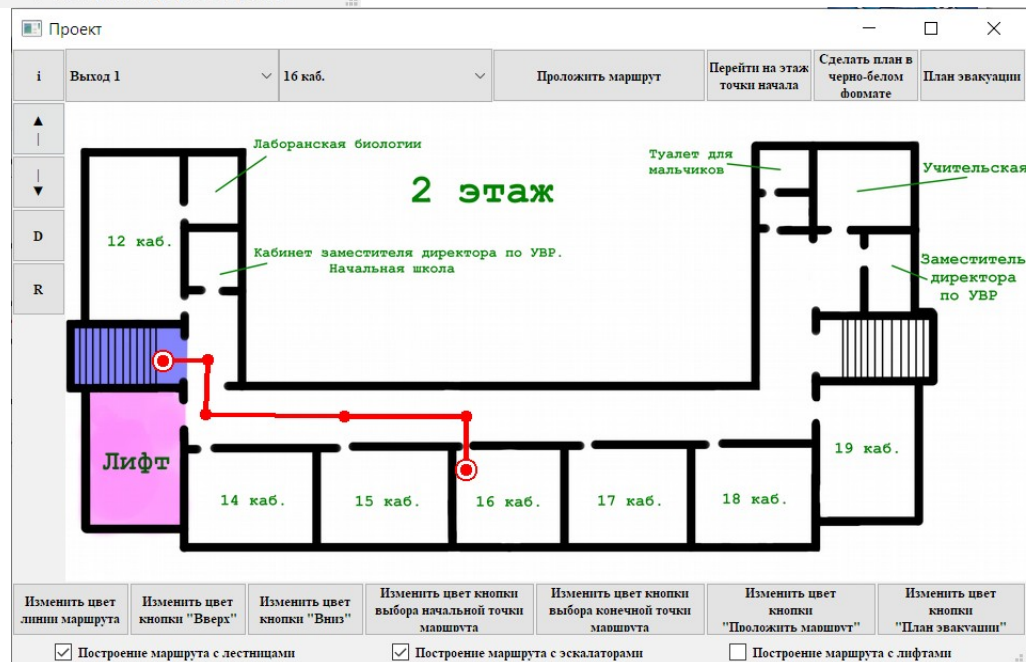 Проект
i
Выход 1
16 каб.
Проложить маршрут
Перейти на этаж
точки начала
Сделать план в
черно-белом
формате
План эвакуации
▲
|
|
▼
D
R
Лаборанская биологии
2 этаж
Туалет для
мальчиков
Учительская
12 каб.
Кабинет заместителя директора по УВР.
Начальная школа
Заместитель
директора
по УВР
Лифт
14 каб.
15 каб.
16 каб.
17 каб.
18 каб.
19 каб.
Изменить цвет
линии маршрута
Изменить цвет
кнопки "Вверх"
Изменить цвет
кнопки "Вниз"
Изменить цвет кнопки
выбора начальной точки
маршрута
Изменить цвет кнопки
выбора конечной точки
маршрута
Изменить цвет
кнопки
"Проложить маршрут"
Изменить цвет
кнопки
"План эвакуации"
Построение маршрута с лестницами
Построение маршрута с эскалаторами
Построение маршрута с лифтами